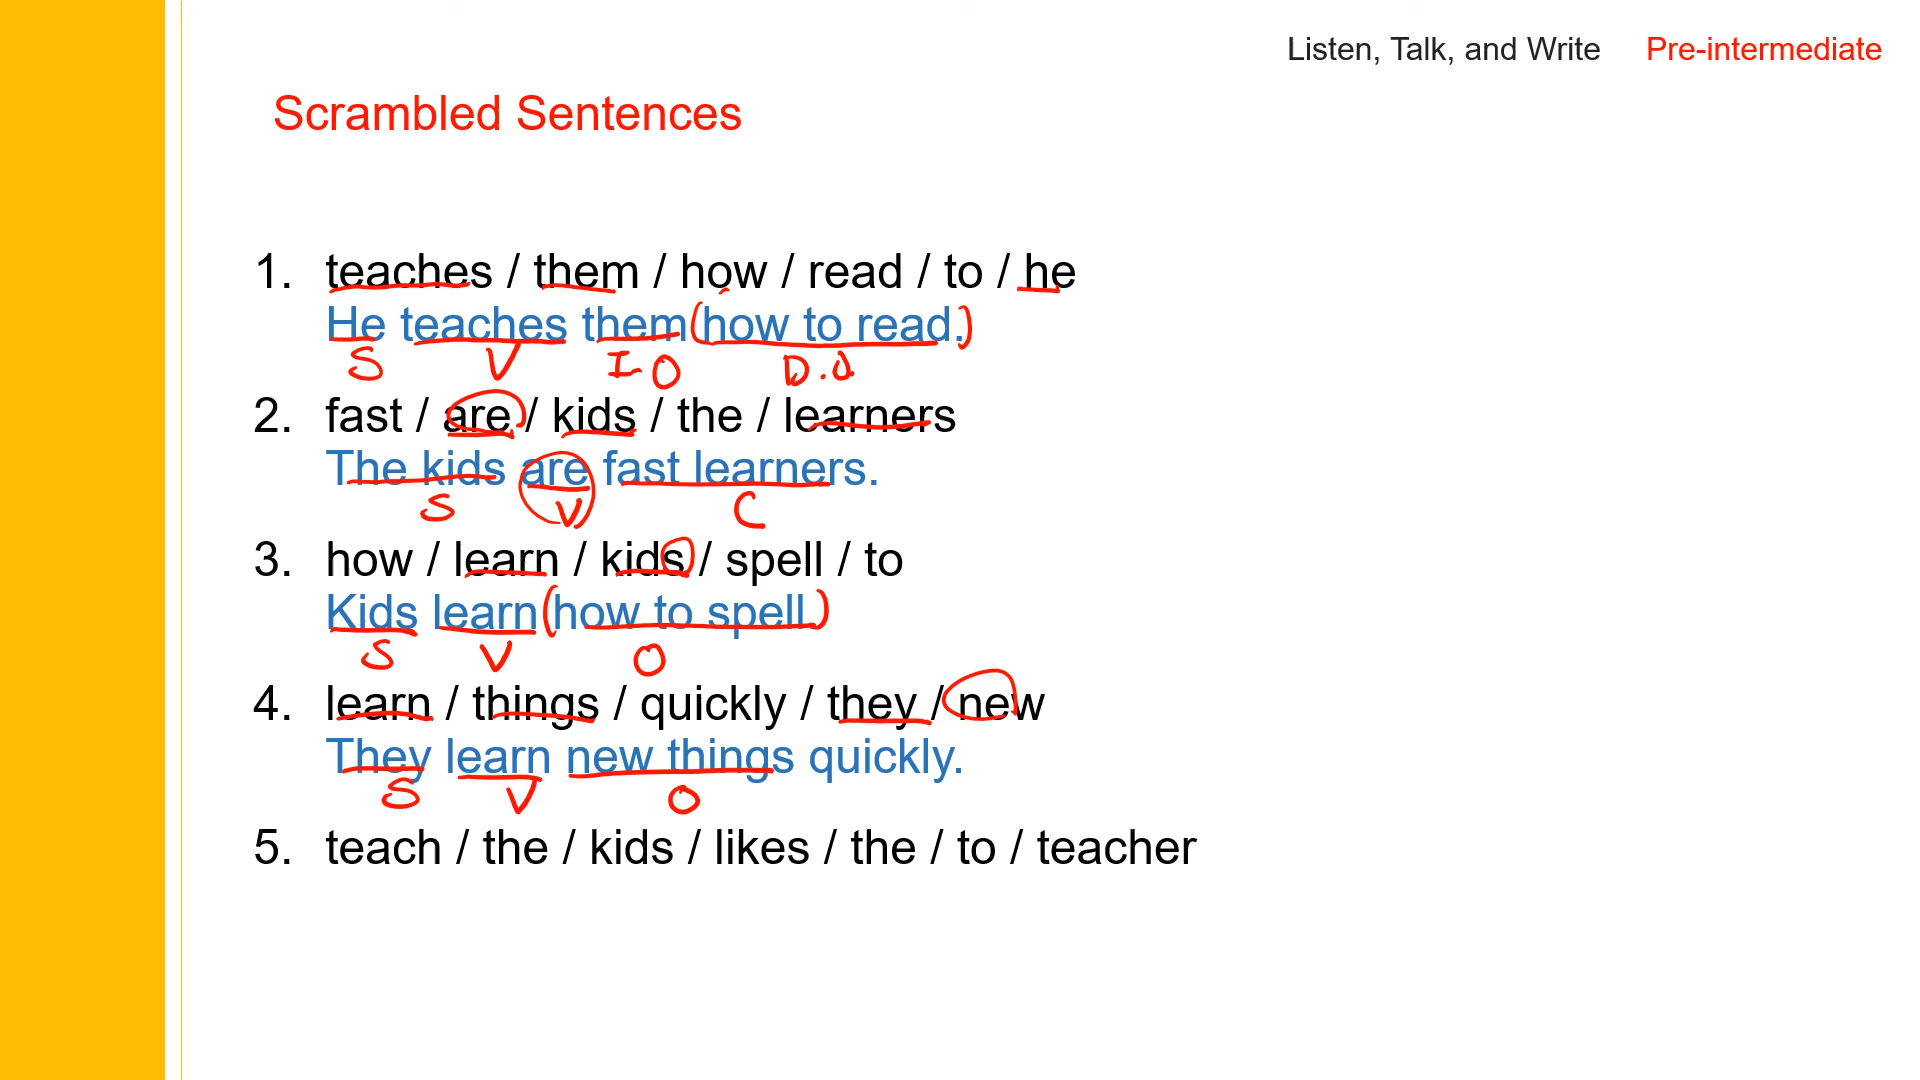 Listen, Talk, and Write Pre-intermediate
Scrambled Sentences
1. teaches / them / how / read / to / he
He teaches them (how to read.)
S V I.O D.O.
2. fast / are / kids / the / learners
The kids are fast learners.
S V C
3. how / learn / kids / spell / to
Kids learn (how to spell.)
S V O
4. learn / things / quickly / they / new
They learn new things quickly.
S V O
5. teach / the / kids / likes / the / to / teacher